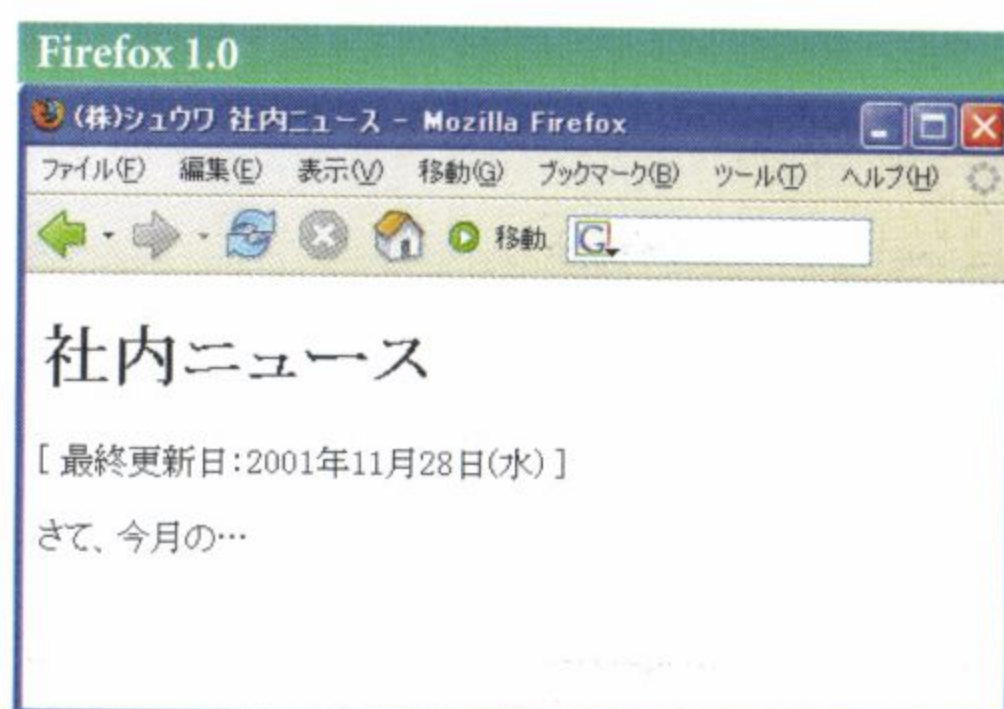 Firefox 1.0
(株)シュウワ 社内ニュース - Mozilla Firefox
ファイル(F) 編集(E) 表示(V) 移動(G) ブックマーク(B) ツール(T) ヘルプ(H)
移動 G
社内ニュース
[ 最終更新日:2001年11月28日(水) ]
さて、今月の…